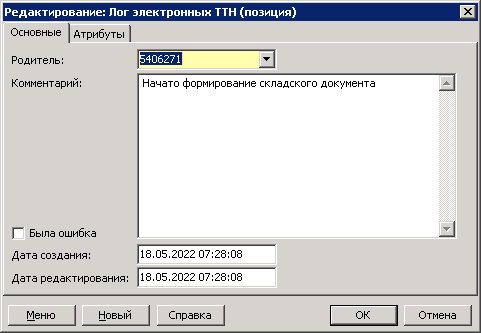 Редактирование: Лог электронных ТТН (позиция)
Основные Атрибуты
Родитель: 5406271
Комментарий: Начато формирование складского документа
Была ошибка
Дата создания: 18.05.2022 07:28:08
Дата редактирования: 18.05.2022 07:28:08
Меню Новый Справка OK Отмена